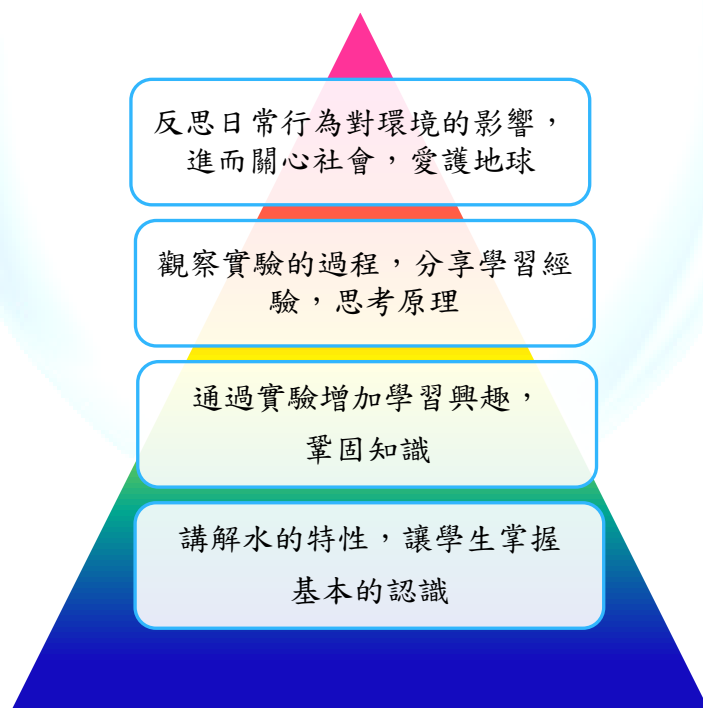 反思日常行為對環境的影響，
進而關心社會，愛護地球
觀察實驗的過程，分享學習經
驗，思考原理
通過實驗增加學習興趣，
鞏固知識
講解水的特性，讓學生掌握
基本的認識